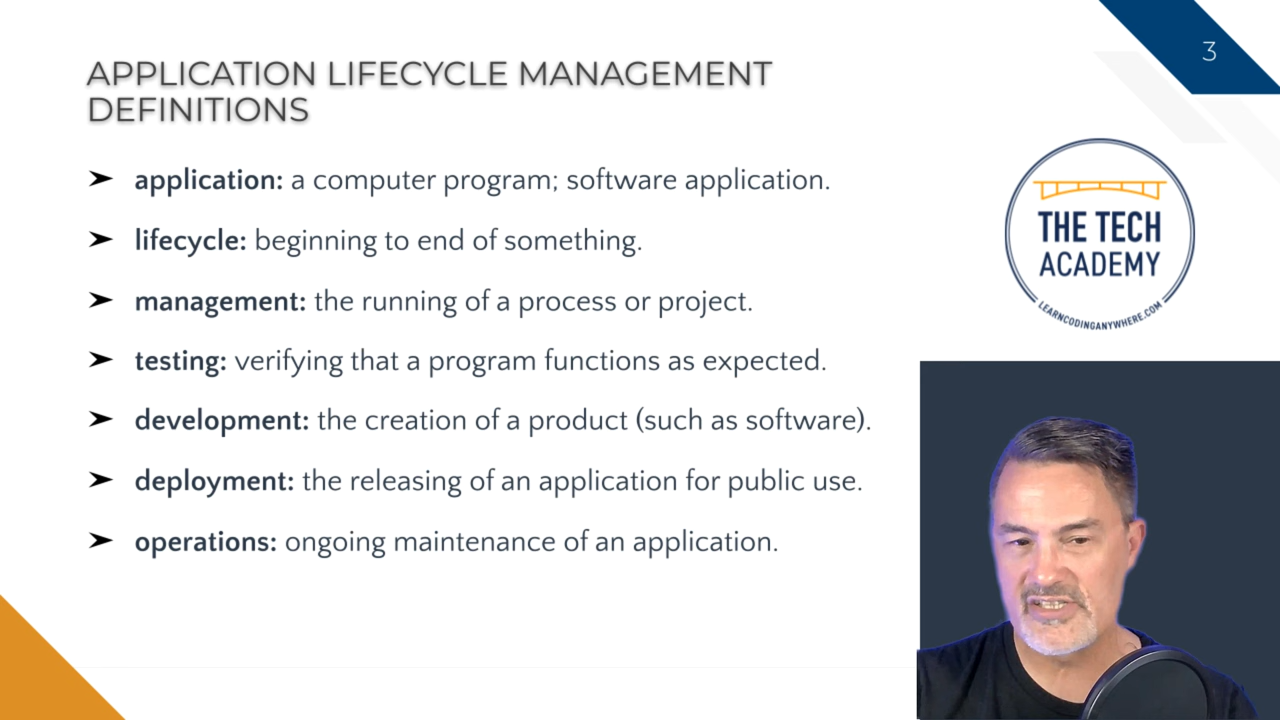 3
APPLICATION LIFECYCLE MANAGEMENT
DEFINITIONS
➤ application: a computer program; software application.
➤ lifecycle: beginning to end of something.
➤ management: the running of a process or project.
➤ testing: verifying that a program functions as expected.
➤ development: the creation of a product (such as software).
➤ deployment: the releasing of an application for public use.
➤ operations: ongoing maintenance of an application.
THE TECH
ACADEMY
LEARNCODINGANYWHERE.COM